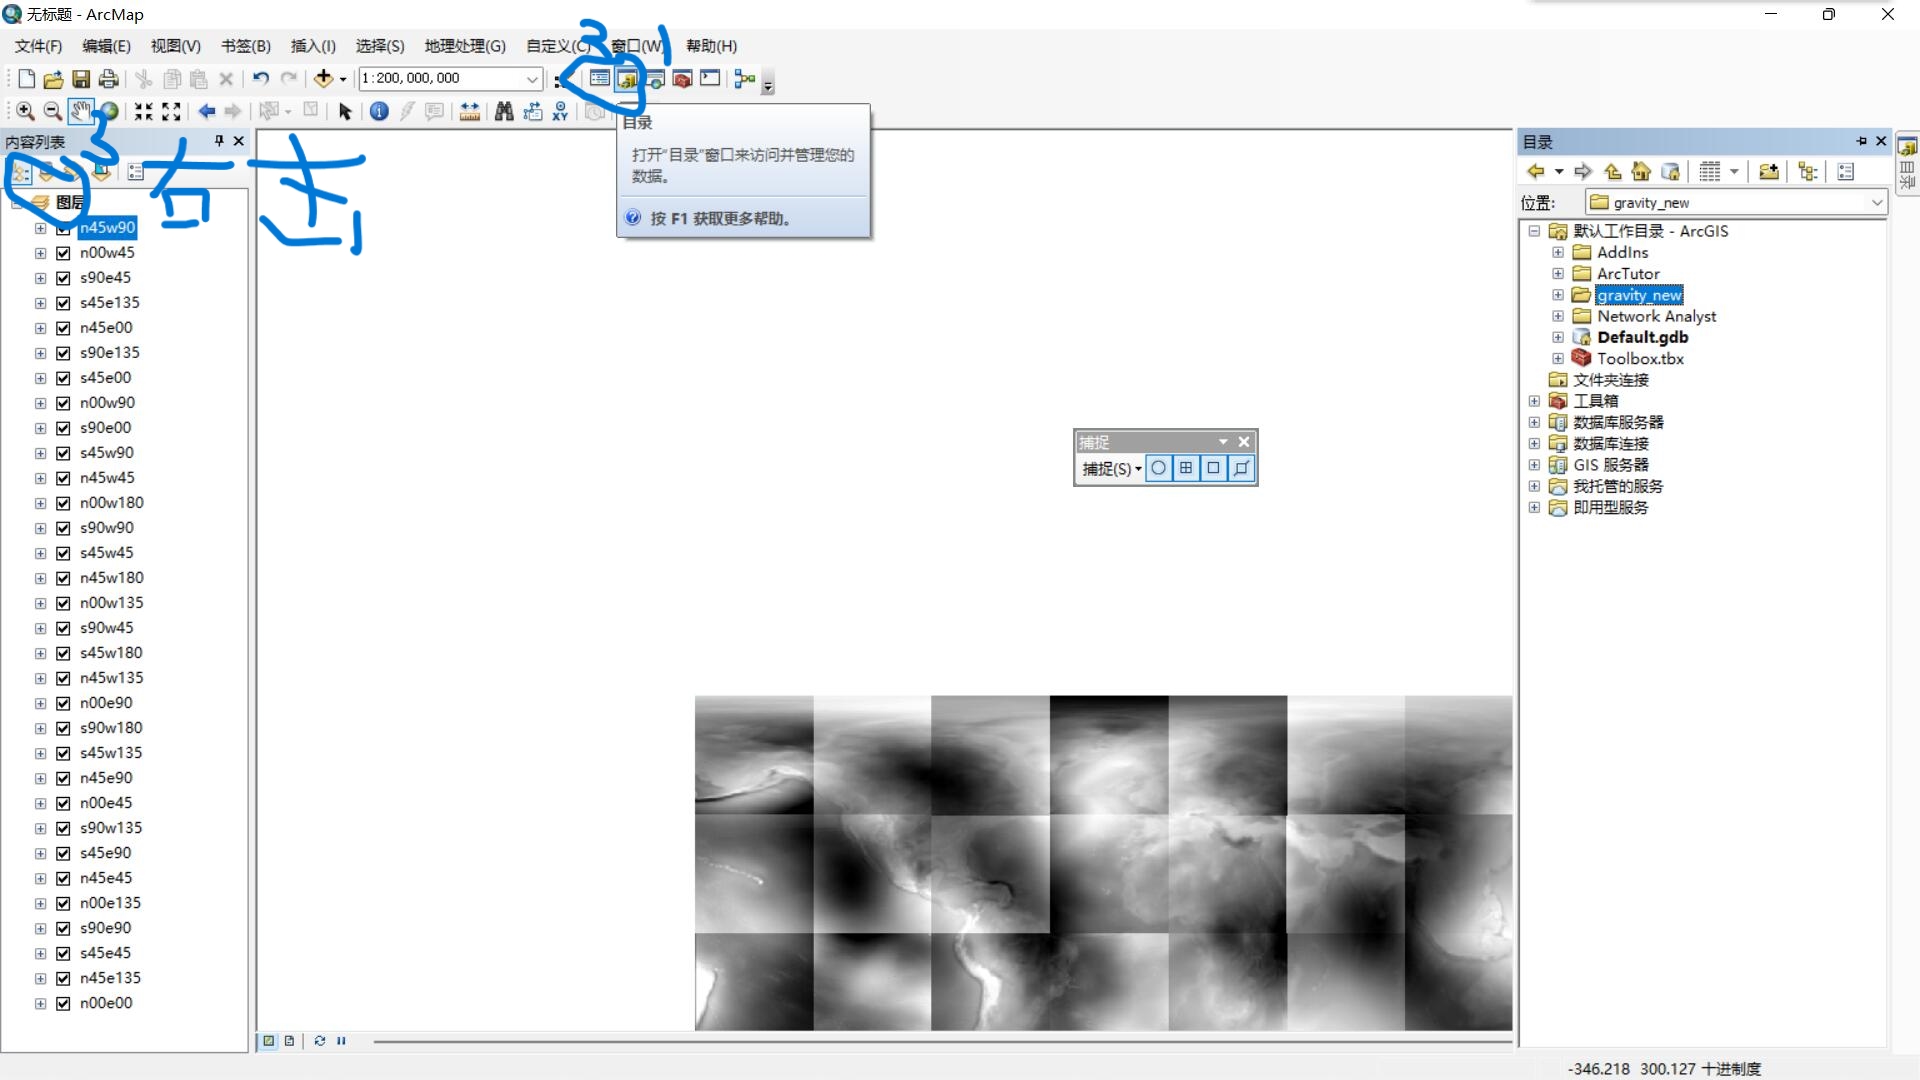 无标题 - ArcMap
文件(F) 编辑(E) 视图(V) 书签(B) 插入(I) 选择(S) 地理处理(G) 自定义(C) 窗口(W) 帮助(H)
2 1
1:200,000,000
XY
内容列表
3 右击
图层
n45w90
n00w45
s90e45
s45e135
n45e00
s90e135
s45e00
n00w90
s90e00
s45w90
n45w45
n00w180
s90w90
s45w45
n45w180
n00w135
s90w45
s45w180
n45w135
n00e90
s90w180
s45w135
n45e90
n00e45
s90w135
s45e90
n45e45
n00e135
s90e90
s45e45
n45e135
n00e00
目录
打开“目录”窗口来访问并管理您的
数据。
按 F1 获取更多帮助。
捕捉
捕捉(S)
目录
位置: gravity_new
默认工作目录 - ArcGIS
AddIns
ArcTutor
gravity_new
Network Analyst
Default.gdb
Toolbox.tbx
文件夹连接
工具箱
数据库服务器
数据库连接
GIS 服务器
我托管的服务
即用型服务
目录
-346.218 300.127 十进制度